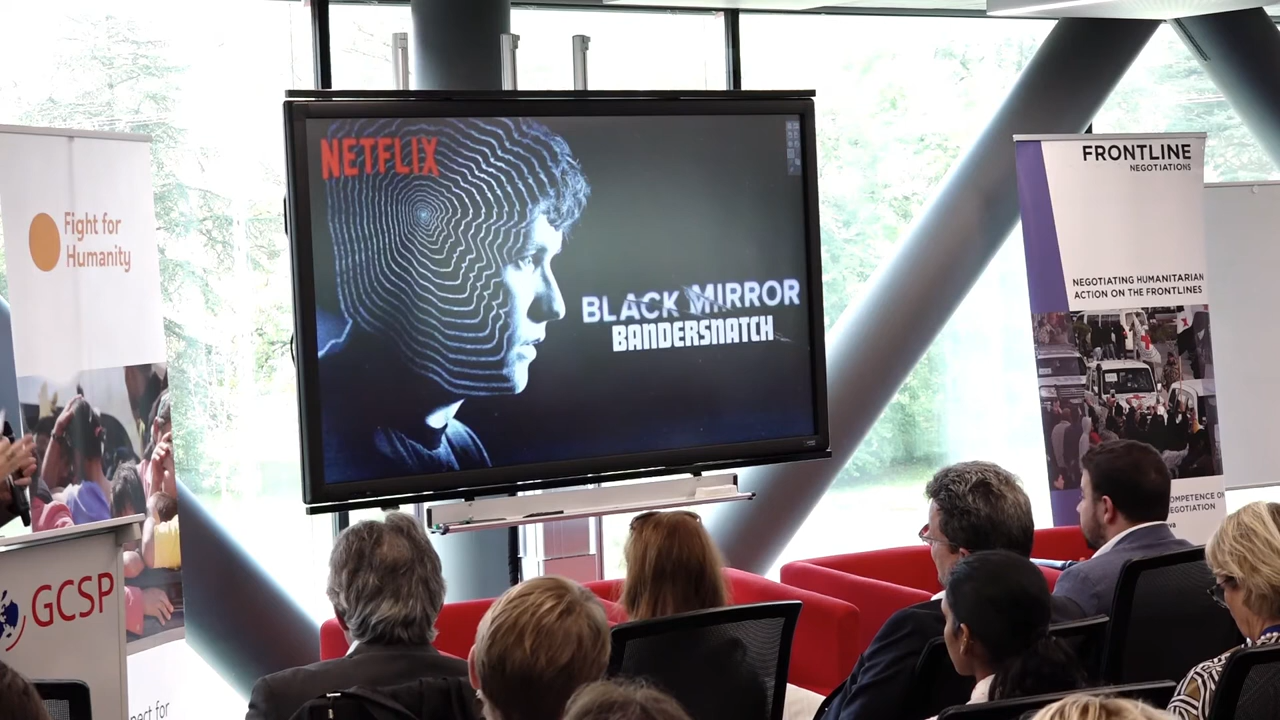 Fight for
Humanity
GCSP
NETFLIX
BLACK MIRROR
BANDERSNATCH
FRONTLINE
NEGOTIATIONS
NEGOTIATING HUMANITARIAN
ACTION ON THE FRONTLINES